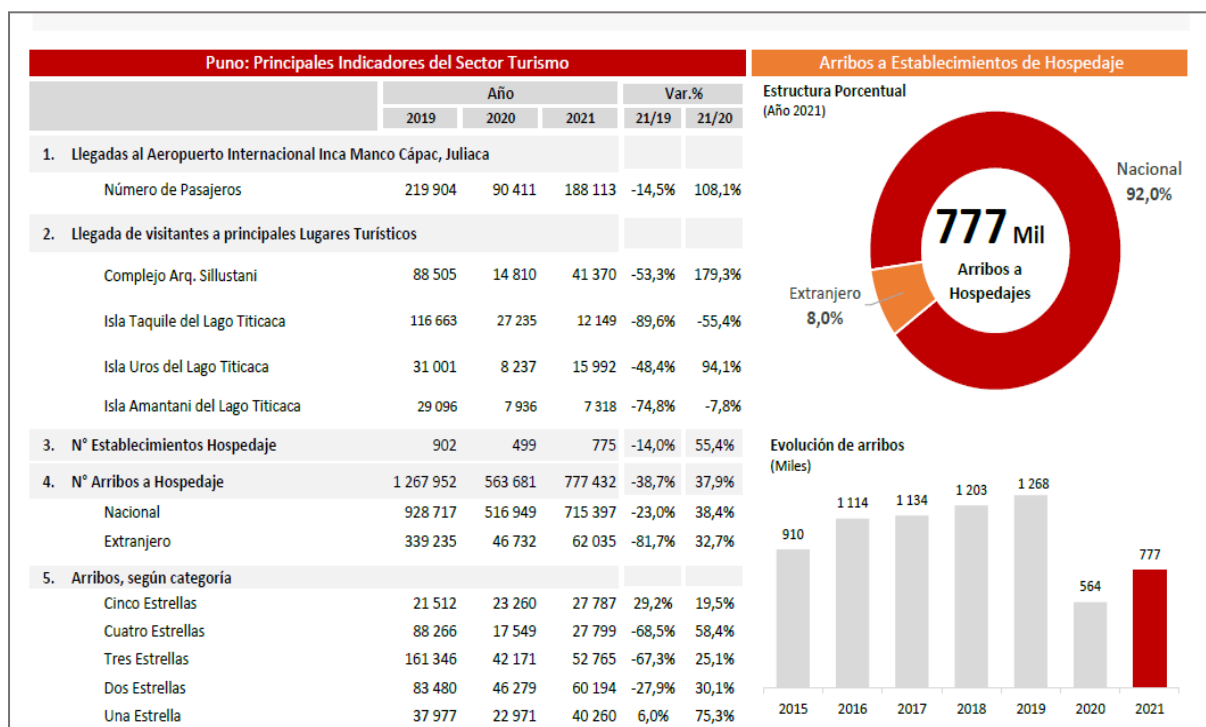 Puno: Principales Indicadores del Sector Turismo
Año Var.%
2019 2020 2021 21/19 21/20
1. Llegadas al Aeropuerto Internacional Inca Manco Cápac, Juliaca
Número de Pasajeros 219 904 90 411 188 113 -14,5% 108,1%
2. Llegada de visitantes a principales Lugares Turísticos
Complejo Arq. Sillustani 88 505 14 810 41 370 -53,3% 179,3%
Isla Taquile del Lago Titicaca 116 663 27 235 12 149 -89,6% -55,4%
Isla Uros del Lago Titicaca 31 001 8 237 15 992 -48,4% 94,1%
Isla Amantani del Lago Titicaca 29 096 7 936 7 318 -74,8% -7,8%
3. N° Establecimientos Hospedaje 902 499 775 -14,0% 55,4%
4. N° Arribos a Hospedaje 1 267 952 563 681 777 432 -38,7% 37,9%
Nacional 928 717 516 949 715 397 -23,0% 38,4%
Extranjero 339 235 46 732 62 035 -81,7% 32,7%
5. Arribos, según categoría
Cinco Estrellas 21 512 23 260 27 787 29,2% 19,5%
Cuatro Estrellas 88 266 17 549 27 799 -68,5% 58,4%
Tres Estrellas 161 346 42 171 52 765 -67,3% 25,1%
Dos Estrellas 83 480 46 279 60 194 -27,9% 30,1%
Una Estrella 37 977 22 971 40 260 6,0% 75,3%
Arribos a Establecimientos de Hospedaje
Estructura Porcentual
(Año 2021)
Nacional
92,0%
777 Mil
Arribos a
Hospedajes
Extranjero
8,0%
Evolución de arribos
(Miles)
910 1 114 1 134 1 203 1 268 564 777
2015 2016 2017 2018 2019 2020 2021